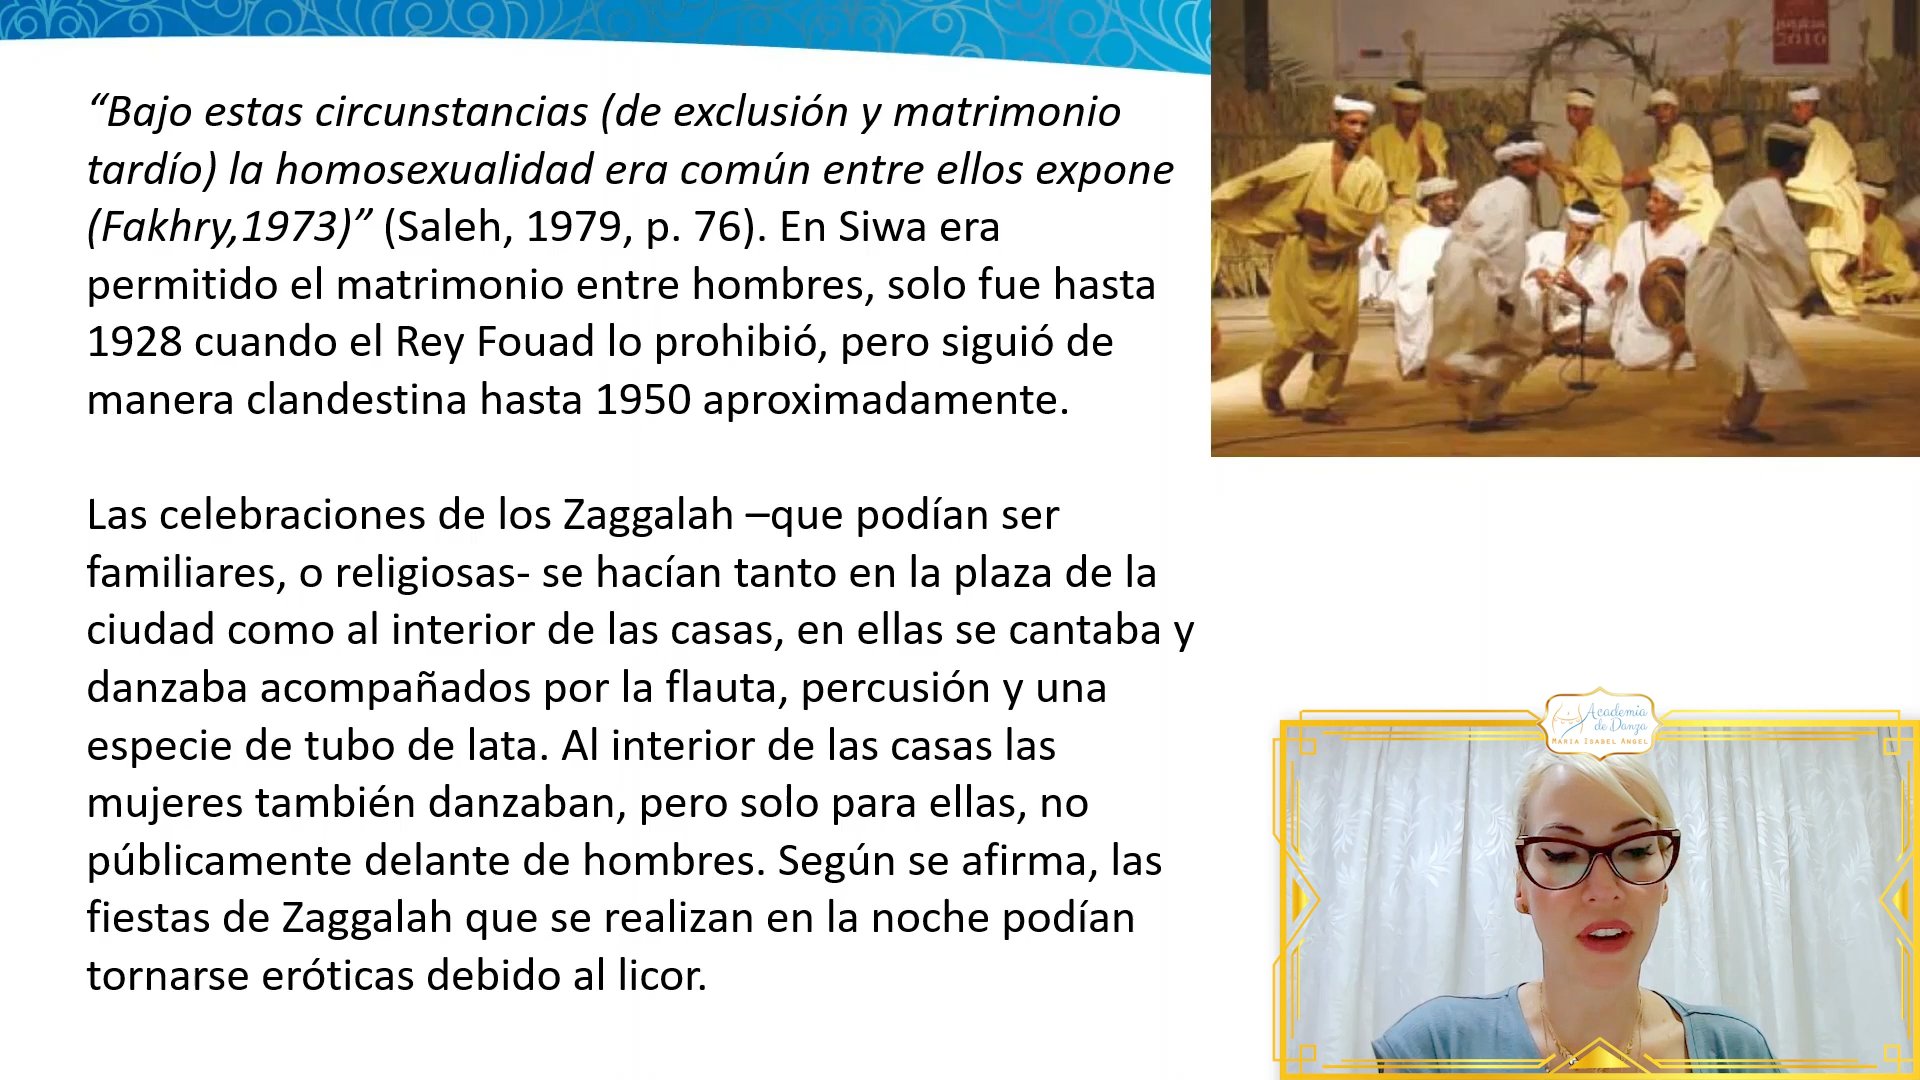 “Bajo estas circunstancias (de exclusión y matrimonio
tardío) la homosexualidad era común entre ellos expone
(Fakhry,1973)” (Saleh, 1979, p. 76). En Siwa era
permitido el matrimonio entre hombres, solo fue hasta
1928 cuando el Rey Fouad lo prohibió, pero siguió de
manera clandestina hasta 1950 aproximadamente.
Las celebraciones de los Zaggalah –que podían ser
familiares, o religiosas- se hacían tanto en la plaza de la
ciudad como al interior de las casas, en ellas se cantaba y
danzaba acompañados por la flauta, percusión y una
especie de tubo de lata. Al interior de las casas las
mujeres también danzaban, pero solo para ellas, no
públicamente delante de hombres. Según se afirma, las
fiestas de Zaggalah que se realizan en la noche podían
tornarse eróticas debido al licor.
2010
Academia
de Danza
MARIA ISABEL ANGEL